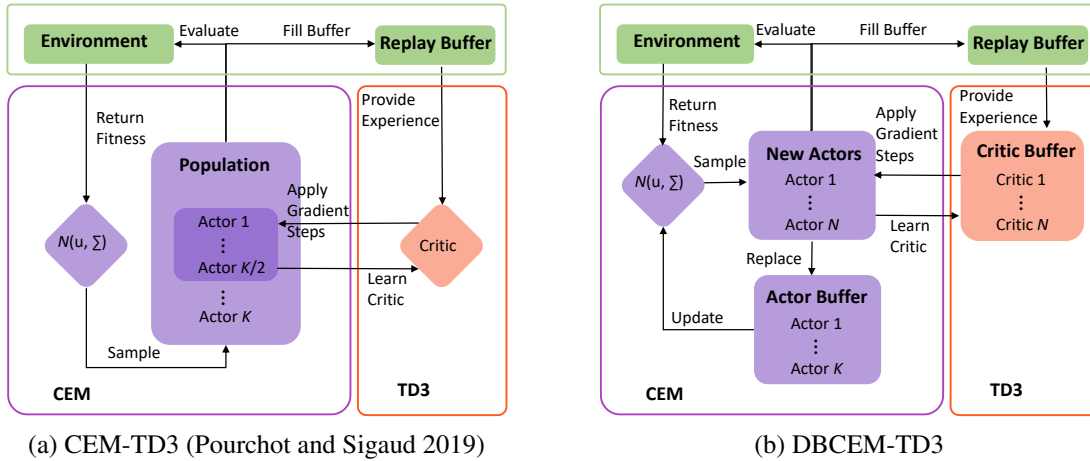 Environment
Evaluate
Fill Buffer
Replay Buffer
Return
Fitness
Provide
Experience
Population
Actor 1
⋮
Actor K/2
⋮
Actor K
Apply
Gradient
Steps
N(u, ∑)
Critic
Learn
Critic
Sample
CEM
TD3
(a) CEM-TD3 (Pourchot and Sigaud 2019)
Environment
Evaluate
Fill Buffer
Replay Buffer
Return
Fitness
Provide
Experience
Apply
Gradient
Steps
N(u, ∑)
Sample
New Actors
Actor 1
⋮
Actor N
Critic Buffer
Critic 1
⋮
Critic N
Learn
Critic
Replace
Actor Buffer
Actor 1
⋮
Actor K
Update
CEM
TD3
(b) DBCEM-TD3